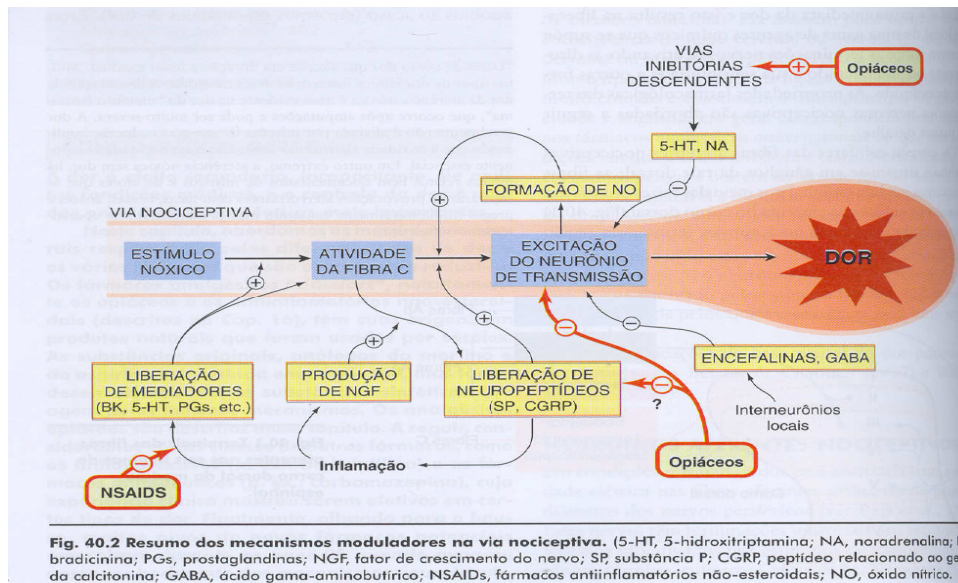 VIAS
INIBITÓRIAS
DESCENDENTES
Opiáceos
5-HT, NA
FORMAÇÃO DE NO
VIA NOCICEPTIVA
ESTÍMULO
NÓXICO
ATIVIDADE
DA FIBRA C
EXCITAÇÃO
DO NEURÔNIO
DE TRANSMISSÃO
DOR
LIBERAÇÃO
DE MEDIADORES
(BK, 5-HT, PGs, etc.)
PRODUÇÃO
DE NGF
LIBERAÇÃO DE
NEUROPEPTÍDEOS
(SP, CGRP)
?
ENCEFALINAS, GABA
Interneurônios
locais
Inflamação
NSAIDS
Opiáceos
Fig. 40.2 Resumo dos mecanismos moduladores na via nociceptiva. (5-HT, 5-hidroxitriptamina; NA, noradrenalina;
bradicinina; PGs, prostaglandinas; NGF, fator de crescimento do nervo; SP, substância P; CGRP, peptídeo relacionado ao
da calcitonina; GABA, ácido gama-aminobutírico; NSAIDs, fármacos antiinflamatórios não-esteroidais; NO, óxido nítrico.